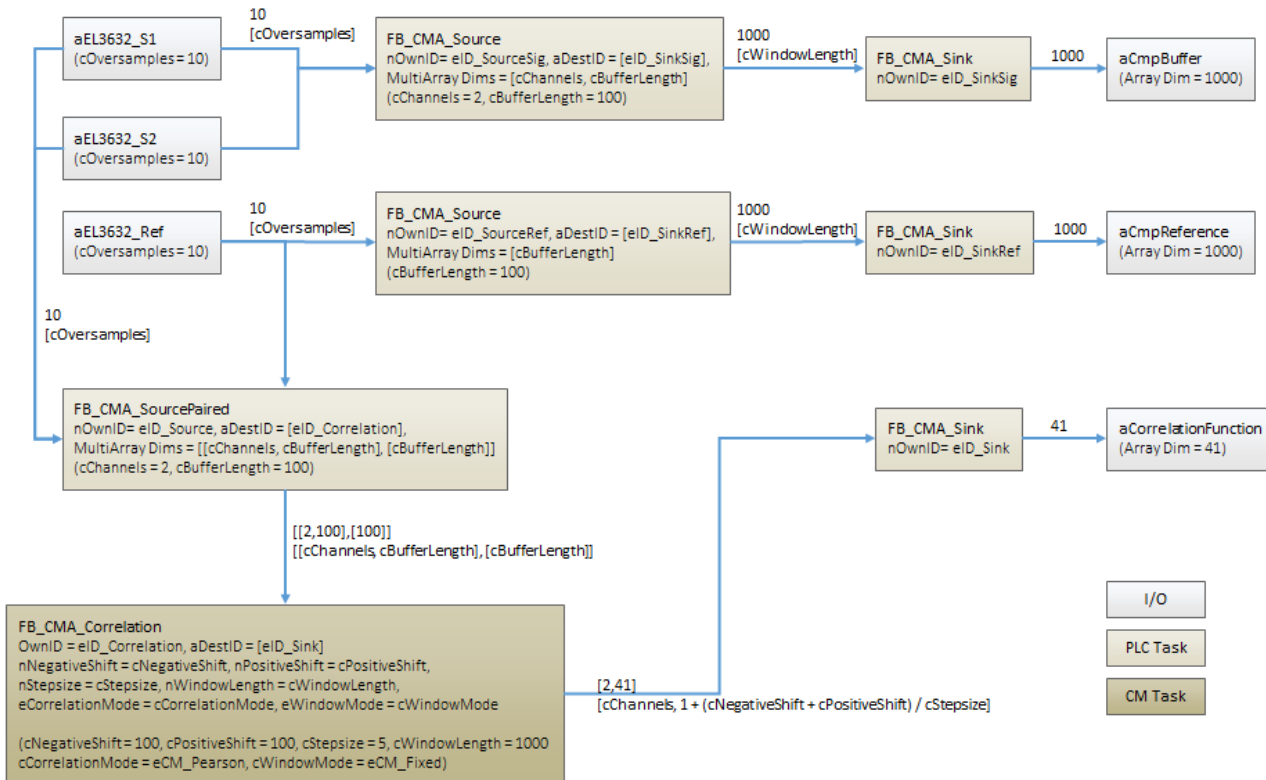 aEL3632_S1
(cOversamples = 10)
10
[cOversamples]
FB_CMA_Source
nOwnID= eID_SourceSig, aDestID = [eID_SinkSig],
MultiArray Dims = [cChannels, cBufferLength]
(cChannels = 2, cBufferLength = 100)
1000
[cWindowLength]
FB_CMA_Sink
nOwnID= eID_SinkSig
1000
aCmpBuffer
(Array Dim = 1000)
aEL3632_S2
(cOversamples = 10)
aEL3632_Ref
(cOversamples = 10)
10
[cOversamples]
FB_CMA_Source
nOwnID= eID_SourceRef, aDestID = [eID_SinkRef],
MultiArray Dims = [cBufferLength]
(cBufferLength = 100)
1000
[cWindowLength]
FB_CMA_Sink
nOwnID= eID_SinkRef
1000
aCmpReference
(Array Dim = 1000)
10
[cOversamples]
FB_CMA_SourcePaired
nOwnID= eID_Source, aDestID = [eID_Correlation],
MultiArray Dims = [[cChannels, cBufferLength], [cBufferLength]]
(cChannels = 2, cBufferLength = 100)
FB_CMA_Sink
nOwnID= eID_Sink
41
aCorrelationFunction
(Array Dim = 41)
[[2,100],[100]]
[[cChannels, cBufferLength], [cBufferLength]]
FB_CMA_Correlation
OwnID = eID_Correlation, aDestID = [eID_Sink]
nNegativeShift = cNegativeShift, nPositiveShift = cPositiveShift,
nStepsize = cStepsize, nWindowLength = cWindowLength,
eCorrelationMode = cCorrelationMode, eWindowMode = cWindowMode
(cNegativeShift = 100, cPositiveShift = 100, cStepsize = 5, cWindowLength = 1000
cCorrelationMode = eCM_Pearson, cWindowMode = eCM_Fixed)
[2,41]
[cChannels, 1 + (cNegativeShift + cPositiveShift) / cStepsize]
I/O
PLC Task
CM Task